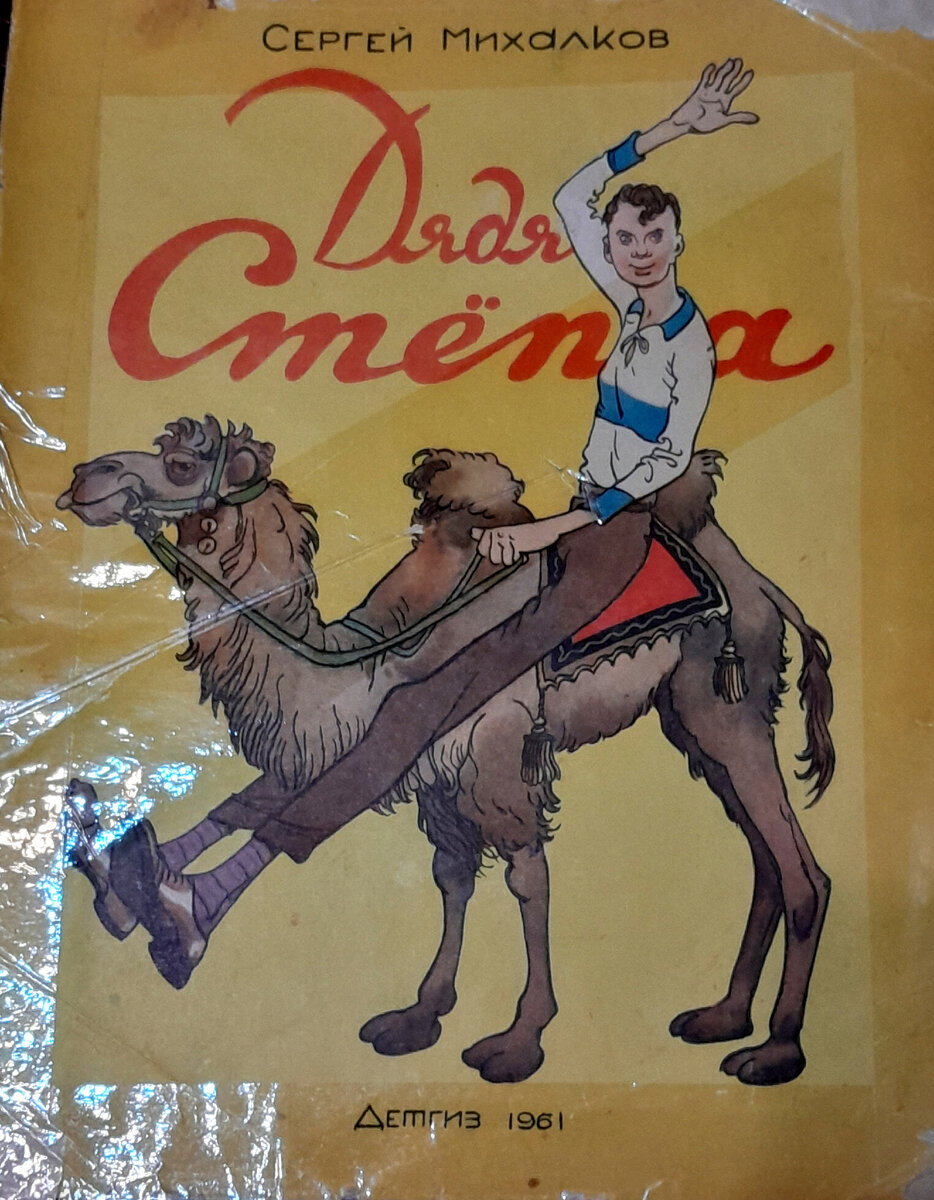 Сергей Михалков
Дядя
Стёпа
Детгиз 1961